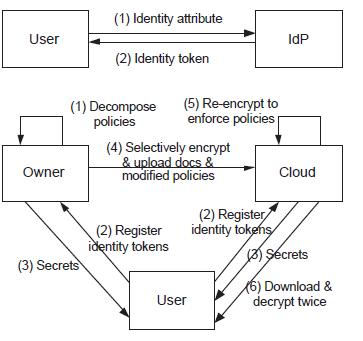 User
(1) Identity attribute
IdP
(2) Identity token
(1) Decompose
policies
(5) Re-encrypt to
enforce policies
Owner
(4) Selectively encrypt
& upload docs &
modified policies
Cloud
(2) Register
identity tokens
(2) Register
identity tokens
(3) Secrets
(3) Secrets
(6) Download &
decrypt twice
User